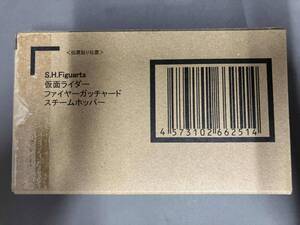 <伝票貼り位置>
S.H.Figuarts
仮面ライダー
ファイヤーガッチャード
スチームホッパー
4 573102 662514